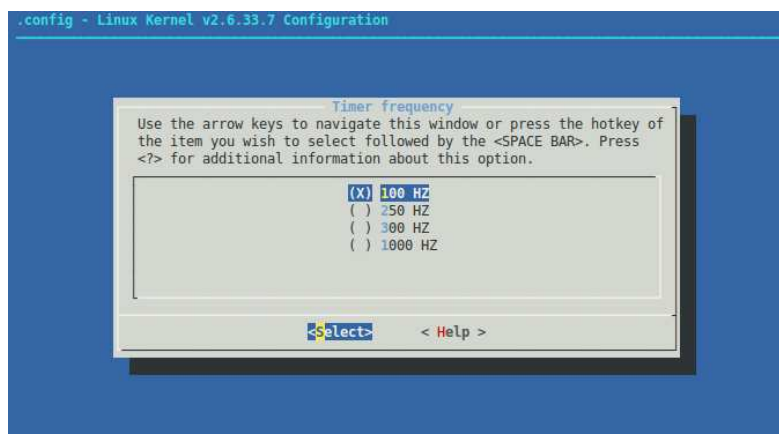 .config - Linux Kernel v2.6.33.7 Configuration
Timer frequency
Use the arrow keys to navigate this window or press the hotkey of
the item you wish to select followed by the <SPACE BAR>. Press
<?> for additional information about this option.
(X) 100 HZ
( ) 250 HZ
( ) 300 HZ
( ) 1000 HZ
<Select> < Help >